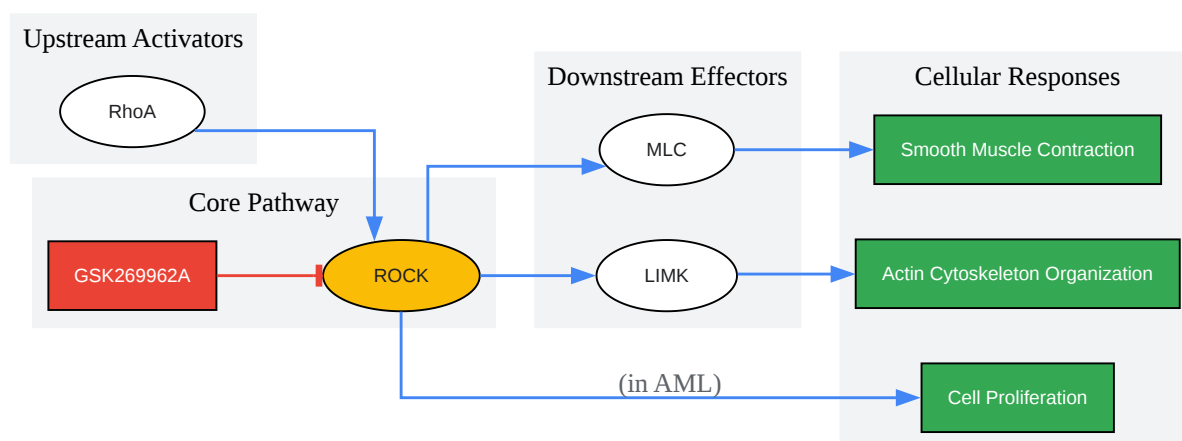 Upstream Activators
RhoA
Core Pathway
GSK269962A
ROCK
Downstream Effectors
MLC
LIMK
(in AML)
Cellular Responses
Smooth Muscle Contraction
Actin Cytoskeleton Organization
Cell Proliferation